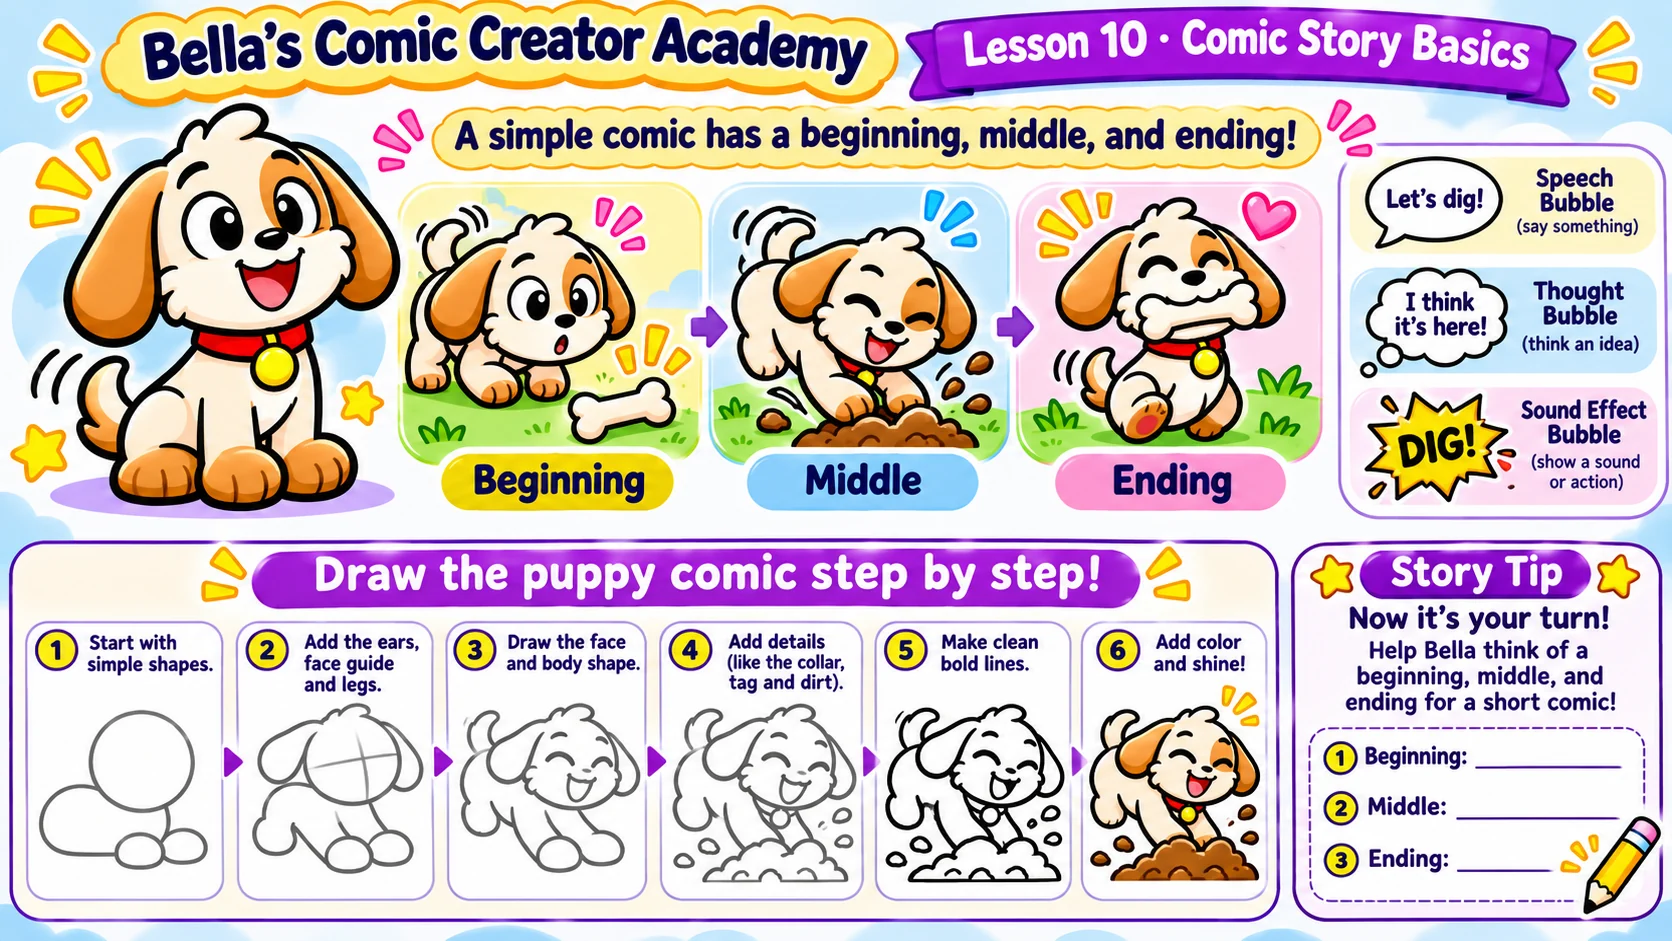 Bella's Comic Creator Academy
Lesson 10 · Comic Story Basics
A simple comic has a beginning, middle, and ending!
Beginning
Middle
Ending
Let's dig!
Speech
Bubble
(say something)
I think
it's here!
Thought
Bubble
(think an idea)
DIG!
Sound Effect
Bubble
(show a sound
or action)
Draw the puppy comic step by step!
1
Start with
simple shapes.
2
Add the ears,
face guide
and legs.
3
Draw the face
and body shape.
4
Add details
(like the collar,
tag and dirt).
5
Make clean
bold lines.
6
Add color
and shine!
Story Tip
Now it's your turn!
Help Bella think of a
beginning, middle, and
ending for a short comic!
1 Beginning:
2 Middle:
3 Ending: